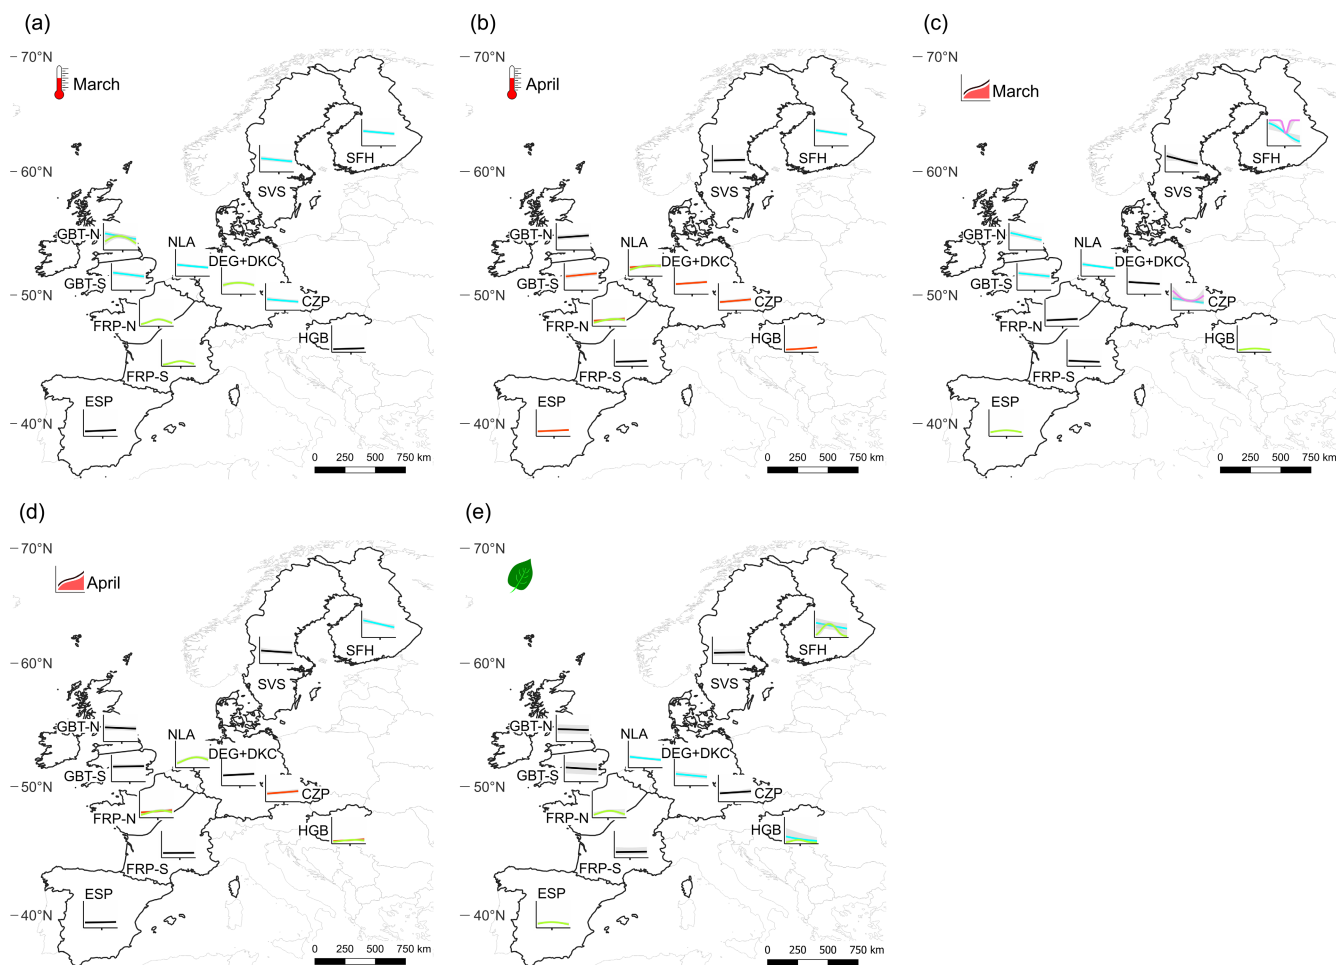 (a)
70°N
March
60°N
SFH
SVS
GBT-N
NLA
DEG+DKC
GBT-S
50°N
CZP
FRP-N
HGB
FRP-S
ESP
40°N
0 250 500 750 km
(b)
70°N
April
60°N
SFH
SVS
GBT-N
NLA
DEG+DKC
GBT-S
50°N
CZP
FRP-N
HGB
FRP-S
ESP
40°N
0 250 500 750 km
(c)
70°N
March
60°N
SFH
SVS
GBT-N
NLA
DEG+DKC
GBT-S
50°N
CZP
FRP-N
HGB
FRP-S
ESP
40°N
0 250 500 750 km
(d)
70°N
April
60°N
SFH
SVS
GBT-N
NLA
DEG+DKC
GBT-S
50°N
CZP
FRP-N
HGB
FRP-S
ESP
40°N
0 250 500 750 km
(e)
70°N
60°N
SFH
SVS
GBT-N
NLA
DEG+DKC
GBT-S
50°N
CZP
FRP-N
HGB
FRP-S
ESP
40°N
0 250 500 750 km